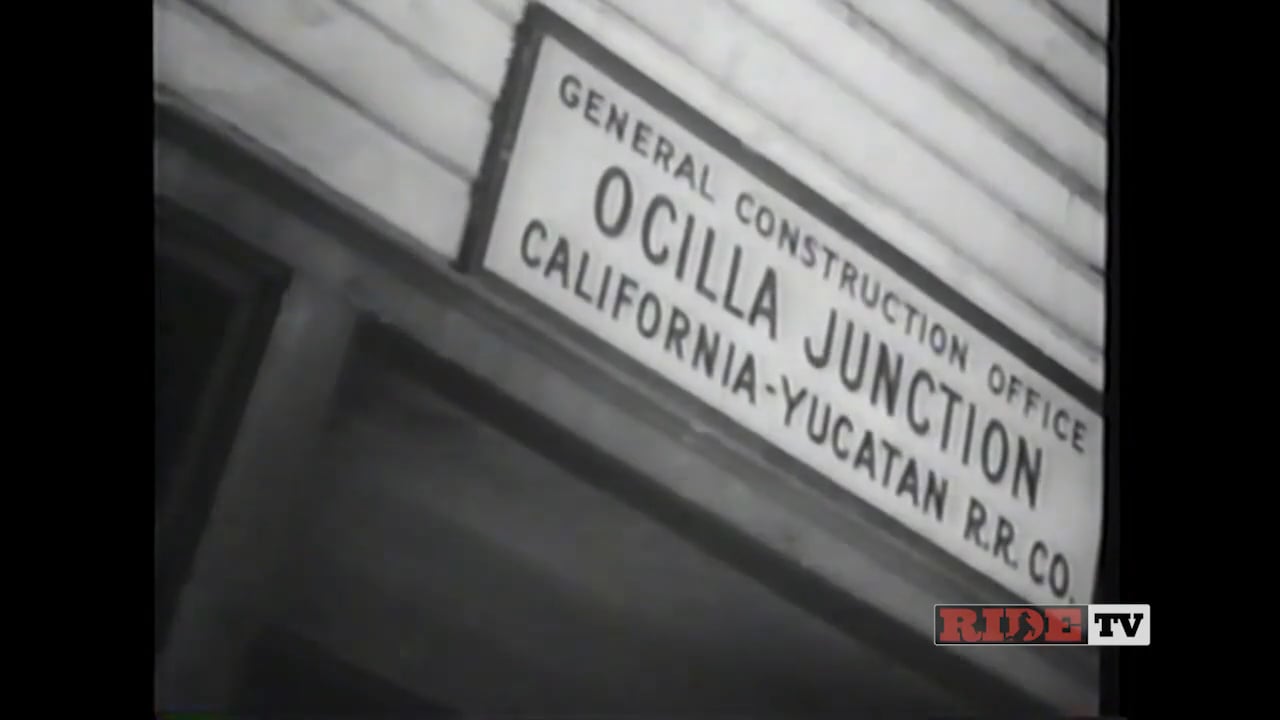 GENERAL CONSTRUCTION OFFICE
OCILLA JUNCTION
CALIFORNIA-YUCATAN R.R. CO.
RIDE TV